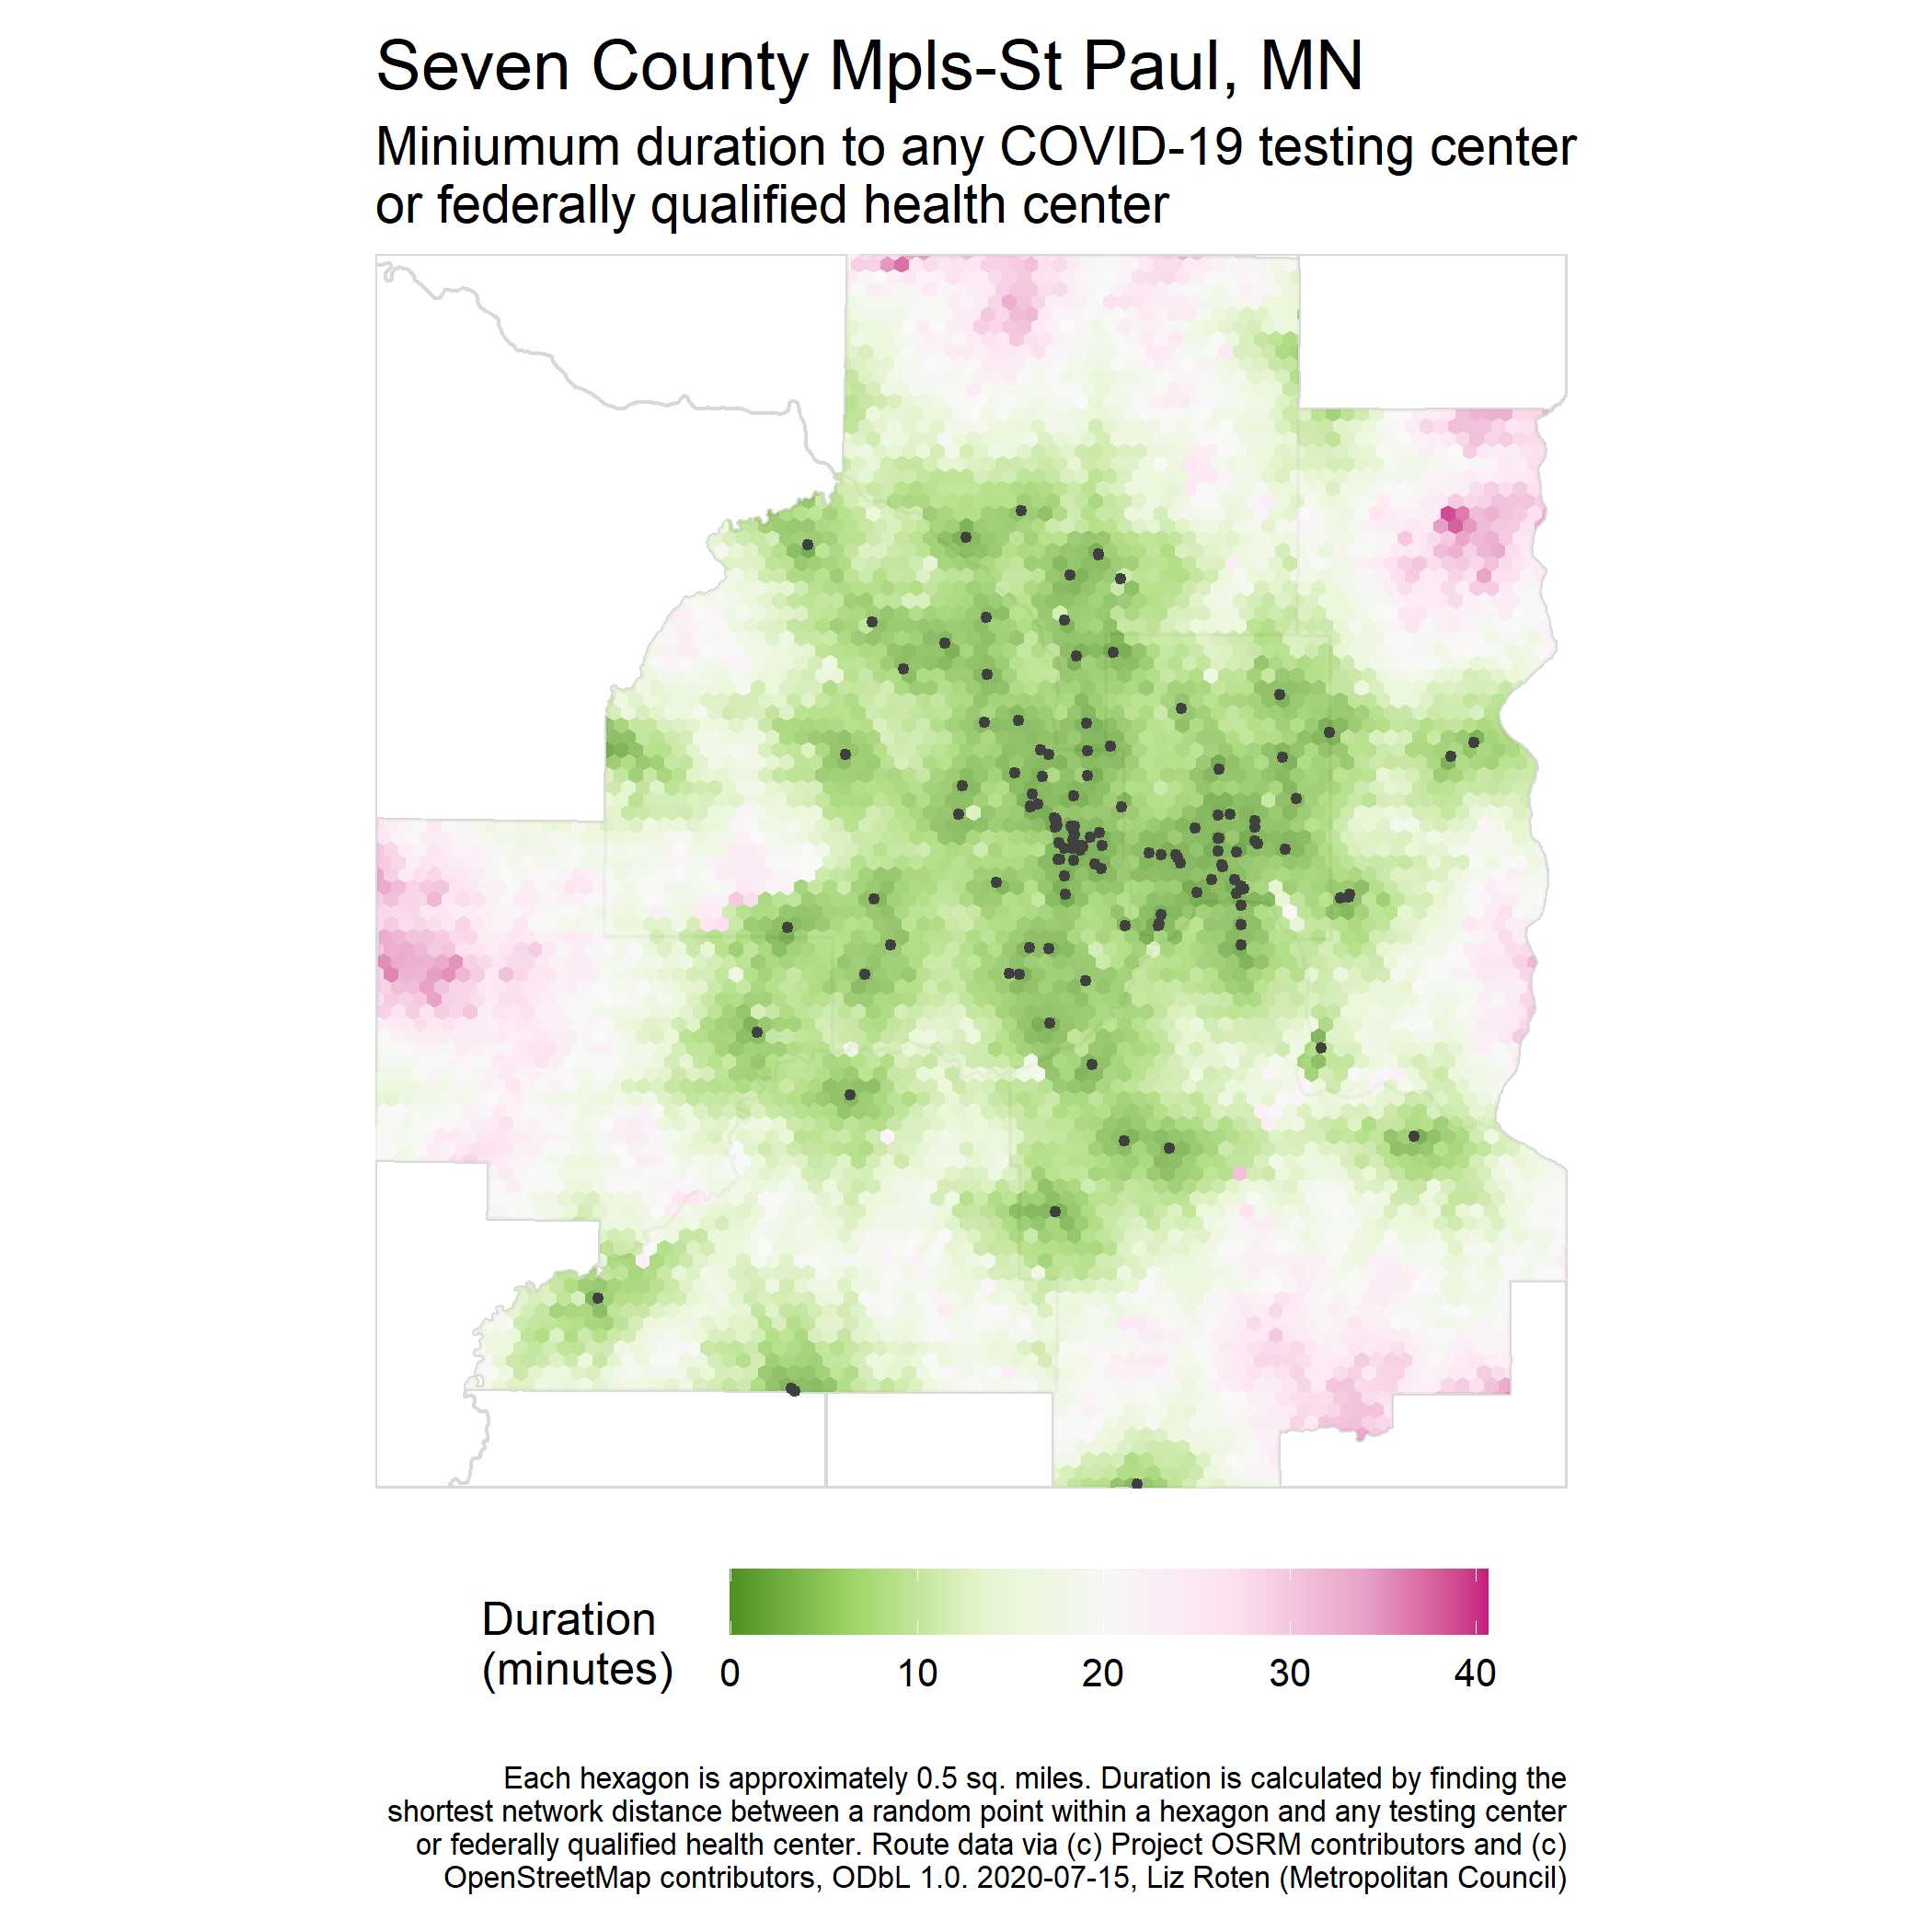 Seven County Mpls-St Paul, MN
Miniumum duration to any COVID-19 testing center
or federally qualified health center
Duration
(minutes)
0 10 20 30 40
Each hexagon is approximately 0.5 sq. miles. Duration is calculated by finding the
shortest network distance between a random point within a hexagon and any testing center
or federally qualified health center. Route data via (c) Project OSRM contributors and (c)
OpenStreetMap contributors, ODbL 1.0. 2020-07-15, Liz Roten (Metropolitan Council)